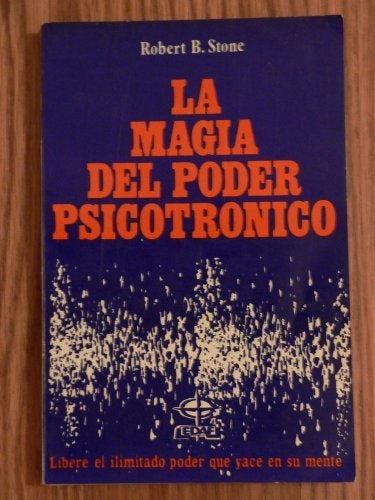 Robert B. Stone
LA
MAGIA
DEL PODER
PSICOTRONICO
EDAF
Libere el ilimitado poder que yace en su mente